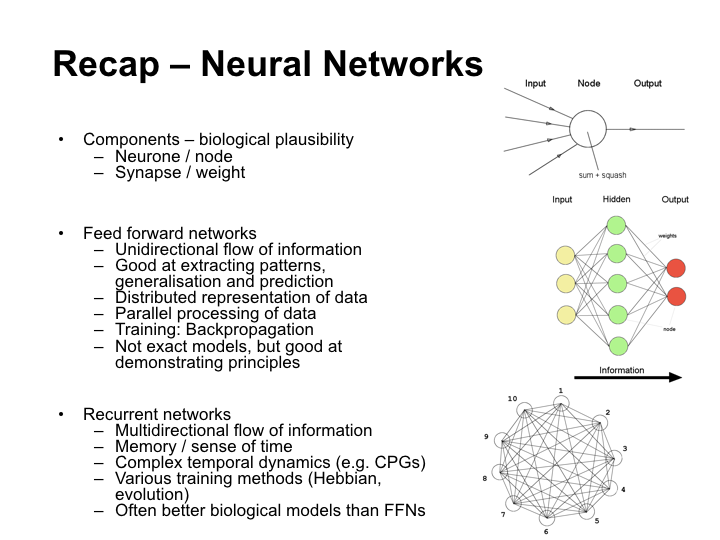 Recap – Neural Networks
• Components – biological plausibility
– Neurone / node
– Synapse / weight
• Feed forward networks
– Unidirectional flow of information
– Good at extracting patterns,
generalisation and prediction
– Distributed representation of data
– Parallel processing of data
– Training: Backpropagation
– Not exact models, but good at
demonstrating principles
• Recurrent networks
– Multidirectional flow of information
– Memory / sense of time
– Complex temporal dynamics (e.g. CPGs)
– Various training methods (Hebbian,
evolution)
– Often better biological models than FFNs
Input Node Output
sum + squash
Input Hidden Output
weights
node
Information
1
2
3
4
5
6
7
8
9
10